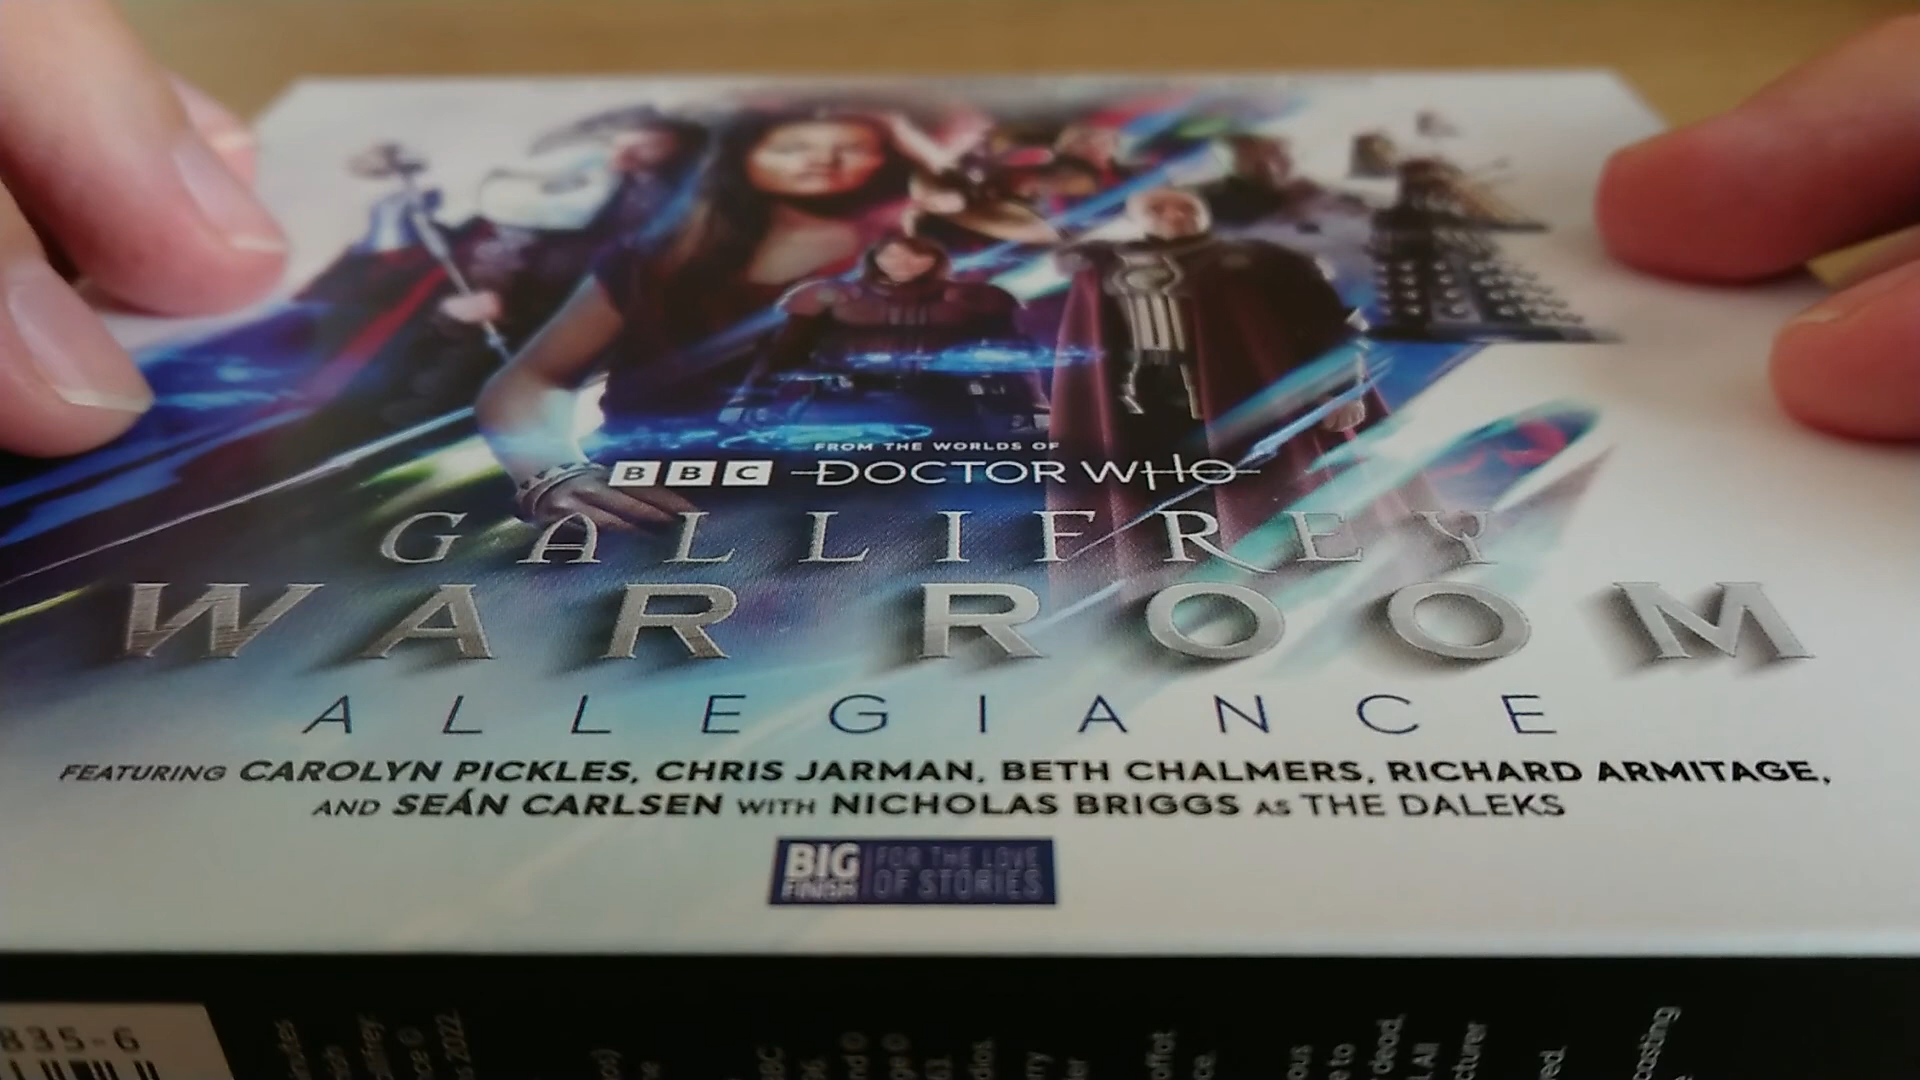 FROM THE WORLDS OF
BBC DOCTOR WHO
GALLIFREY
WAR ROOM
ALLEGIANCE
FEATURING CAROLYN PICKLES, CHRIS JARMAN, BETH CHALMERS, RICHARD ARMITAGE,
AND SEÁN CARLSEN WITH NICHOLAS BRIGGS AS THE DALEKS
BIG FINISH
FOR THE LOVE
OF STORIES
835-6